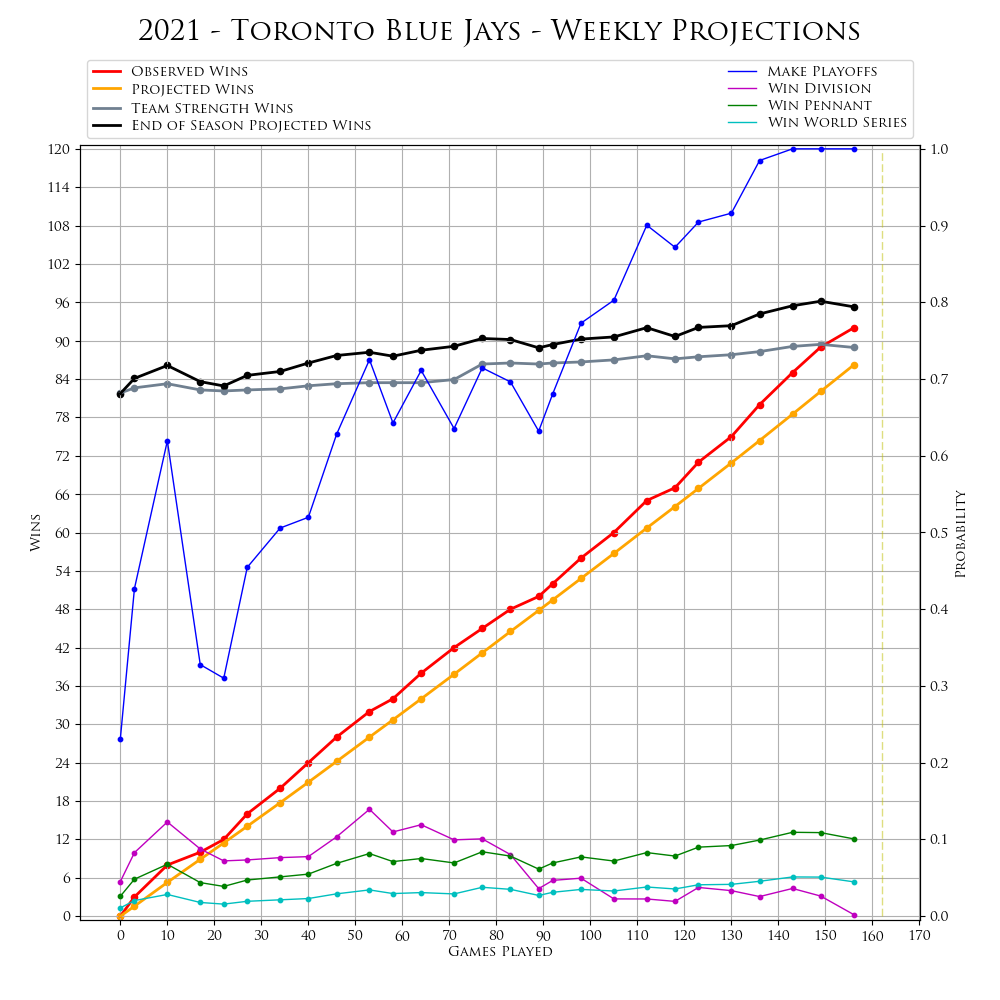 2021 - Toronto Blue Jays - Weekly Projections
Observed Wins
Projected Wins
Team Strength Wins
End of Season Projected Wins
Make Playoffs
Win Division
Win Pennant
Win World Series
120
114
108
102
96
90
84
78
72
66
60
54
48
42
36
30
24
18
12
6
0
Wins
1.0
0.9
0.8
0.7
0.6
0.5
0.4
0.3
0.2
0.1
0.0
Probability
0 10 20 30 40 50 60 70 80 90 100 110 120 130 140 150 160 170
Games Played